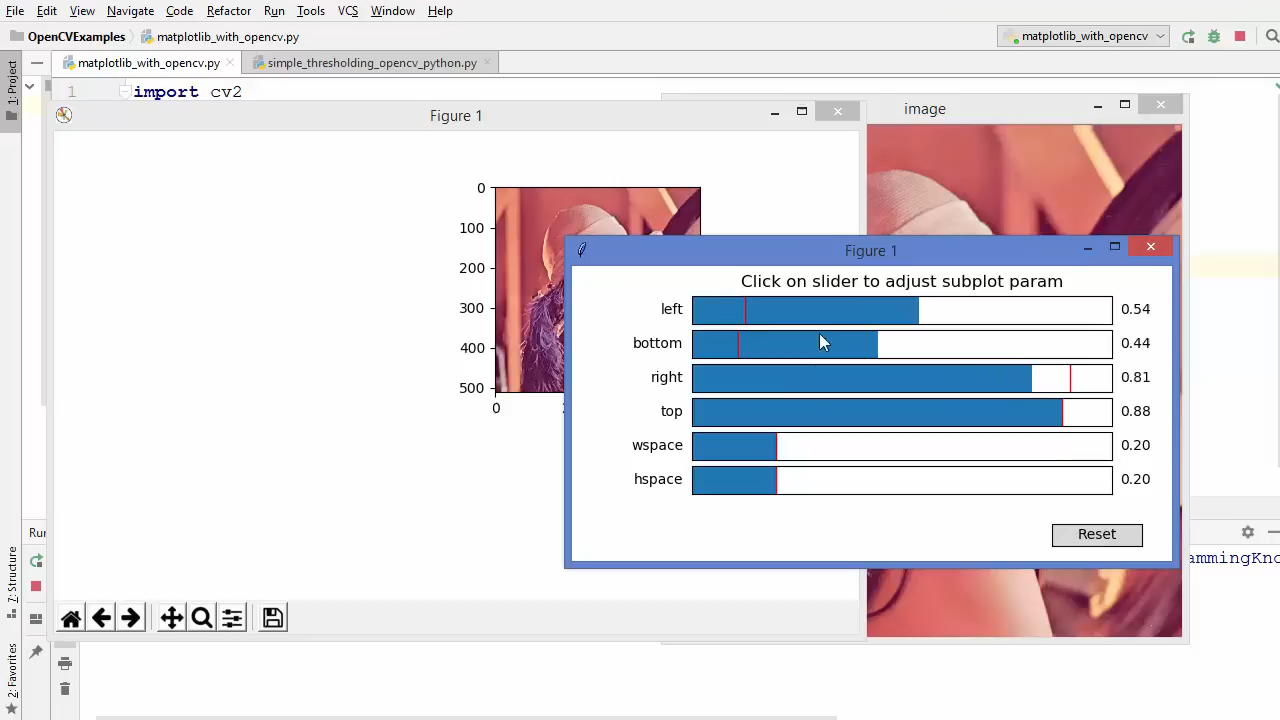 File Edit View Navigate Code Refactor Run Tools VCS Window Help
OpenCVExamples matplotlib_with_opencv.py matplotlib_with_opencv
matplotlib_with_opencv.py simple_thresholding_opencv_python.py
1: Project
1 import cv2
Figure 1
image
0
100
200
300
400
500
0
Figure 1
Click on slider to adjust subplot param
left 0.54
bottom 0.44
right 0.81
top 0.88
wspace 0.20
hspace 0.20
Reset
Run
ammingKno
7: Structure
2: Favorites